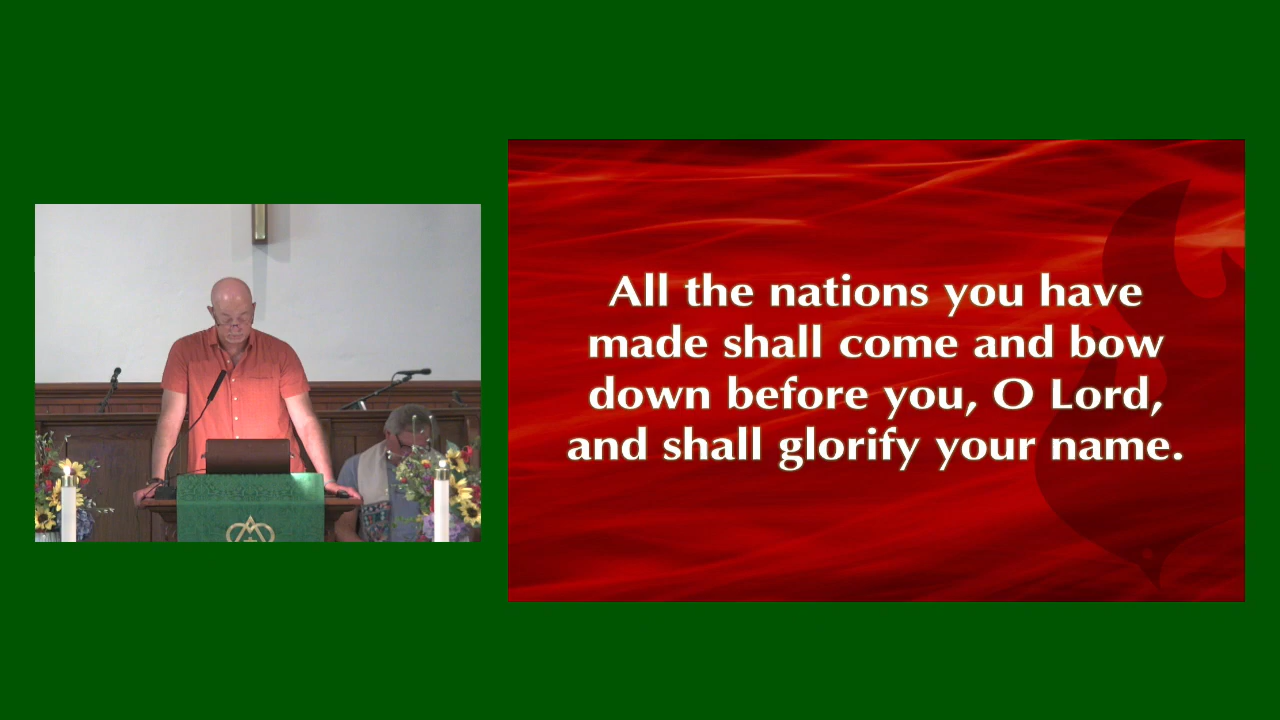 All the nations you have
made shall come and bow
down before you, O Lord,
and shall glorify your name.